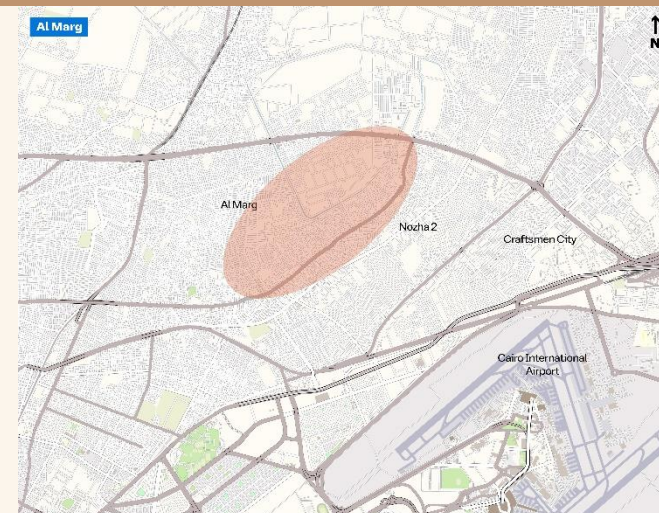 Al Marg
N
Al Marg
Nozha 2
Craftsmen City
Cairo International
Airport